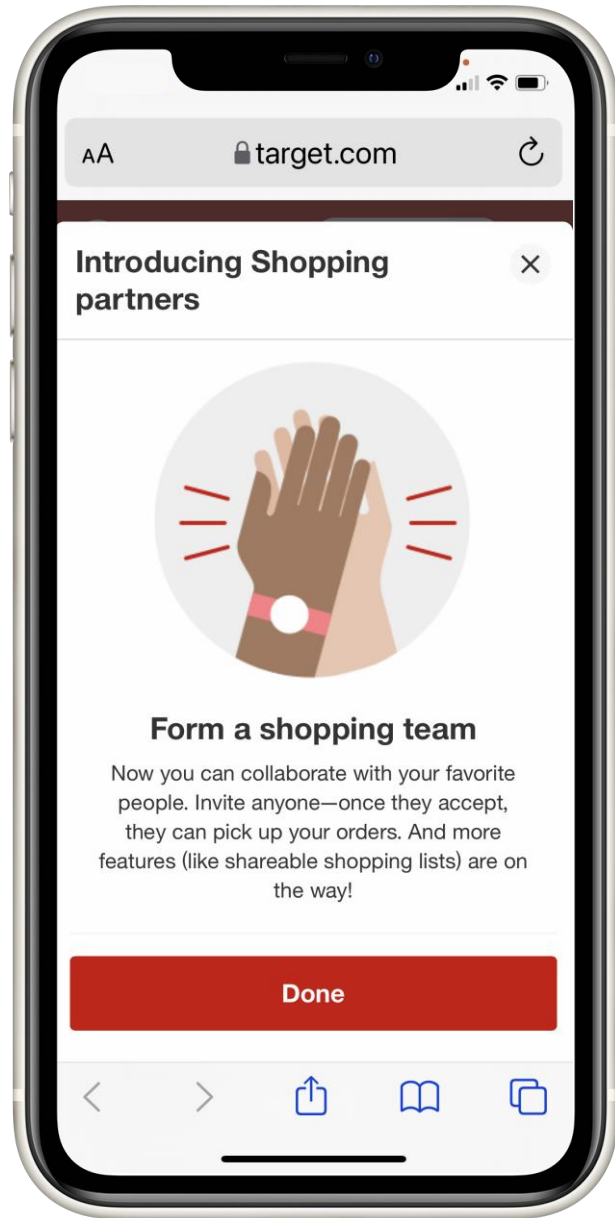 AA
target.com
Introducing Shopping
partners
Form a shopping team
Now you can collaborate with your favorite
people. Invite anyone—once they accept,
they can pick up your orders. And more
features (like shareable shopping lists) are on
the way!
Done